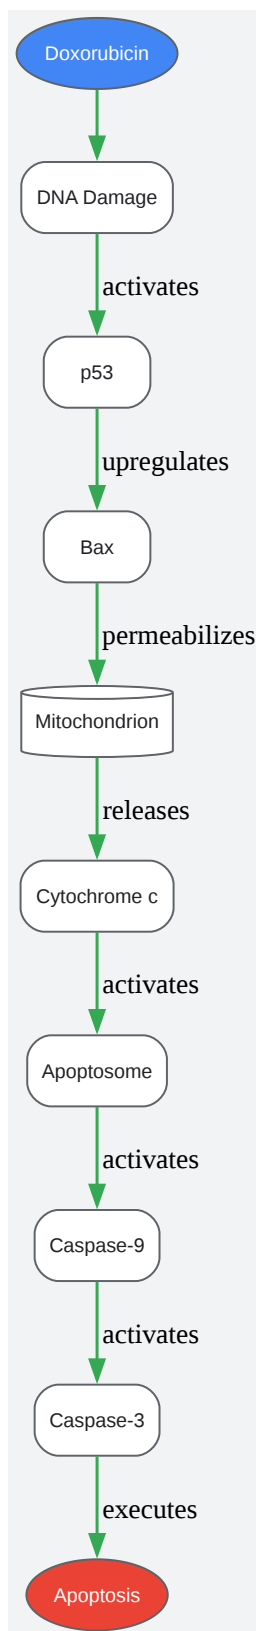 Doxorubicin
DNA Damage
activates
p53
upregulates
Bax
permeabilizes
Mitochondrion
releases
Cytochrome c
activates
Apoptosome
activates
Caspase-9
activates
Caspase-3
executes
Apoptosis